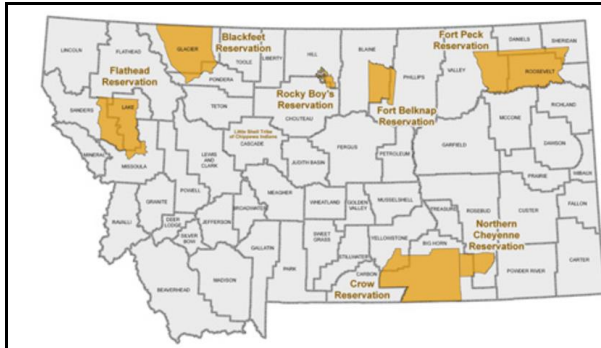 Blackfeet
Reservation
Fort Peck
Reservation
Flathead
Reservation
Rocky Boy's
Reservation
Fort Belknap
Reservation
Little Shell Tribe
of Chippewa Indians
Northern
Cheyenne
Reservation
Crow
Reservation
LINCOLN
FLATHEAD
GLACIER
TOOLE
LIBERTY
HILL
BLAINE
PHILLIPS
VALLEY
DANIELS
SHERIDAN
ROOSEVELT
PONDERA
TETON
CHOUTEAU
SANDERS
LAKE
RICHLAND
MCCONE
DAWSON
GARFIELD
MINERAL
MISSOULA
LEWIS
AND
CLARK
CASCADE
JUDITH BASIN
FERGUS
PETROLEUM
PRAIRIE
WIBAUX
POWELL
GRANITE
RAVALLI
DEER
LODGE
SILVER
BOW
JEFFERSON
BROADWATER
MEAGHER
WHEATLAND
GOLDEN
VALLEY
MUSSELSHELL
TREASURE
ROSEBUD
CUSTER
FALLON
GALLATIN
PARK
SWEET
GRASS
STILLWATER
YELLOWSTONE
BIG HORN
CARBON
POWDER RIVER
CARTER
BEAVERHEAD
MADISON